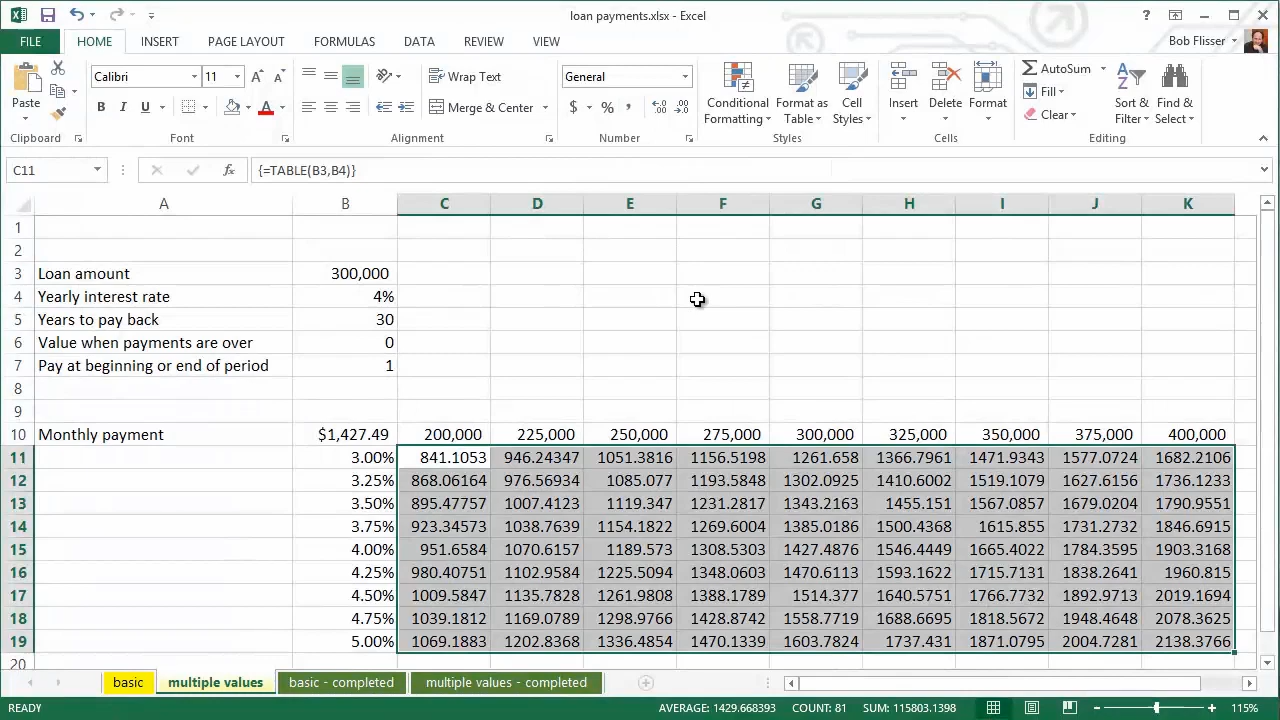 loan payments.xlsx - Excel
FILE HOME INSERT PAGE LAYOUT FORMULAS DATA REVIEW VIEW Bob Flisser
Paste Calibri 11 Wrap Text General Conditional Formatting Format as Table Cell Styles Insert Delete Format AutoSum Sort & Filter Find & Select
B I U Merge & Center $ % , Fill
Clear
Clipboard Font Alignment Number Styles Cells Editing
C11 fx {=TABLE(B3,B4)}
A B C D E F G H I J K
1
2
3 Loan amount 300,000
4 Yearly interest rate 4%
5 Years to pay back 30
6 Value when payments are over 0
7 Pay at beginning or end of period 1
8
9
10 Monthly payment $1,427.49 200,000 225,000 250,000 275,000 300,000 325,000 350,000 375,000 400,000
11 3.00% 841.1053 946.24347 1051.3816 1156.5198 1261.658 1366.7961 1471.9343 1577.0724 1682.2106
12 3.25% 868.06164 976.56934 1085.077 1193.5848 1302.0925 1410.6002 1519.1079 1627.6156 1736.1233
13 3.50% 895.47757 1007.4123 1119.347 1231.2817 1343.2163 1455.151 1567.0857 1679.0204 1790.9551
14 3.75% 923.34573 1038.7639 1154.1822 1269.6004 1385.0186 1500.4368 1615.855 1731.2732 1846.6915
15 4.00% 951.6584 1070.6157 1189.573 1308.5303 1427.4876 1546.4449 1665.4022 1784.3595 1903.3168
16 4.25% 980.40751 1102.9584 1225.5094 1348.0603 1470.6113 1593.1622 1715.7131 1838.2641 1960.815
17 4.50% 1009.5847 1135.7828 1261.9808 1388.1789 1514.377 1640.5751 1766.7732 1892.9713 2019.1694
18 4.75% 1039.1812 1169.0789 1298.9766 1428.8742 1558.7719 1688.6695 1818.5672 1948.4648 2078.3625
19 5.00% 1069.1883 1202.8368 1336.4854 1470.1339 1603.7824 1737.431 1871.0795 2004.7281 2138.3766
20
basic multiple values basic - completed multiple values - completed
READY AVERAGE: 1429.668393 COUNT: 81 SUM: 115803.1398 115%